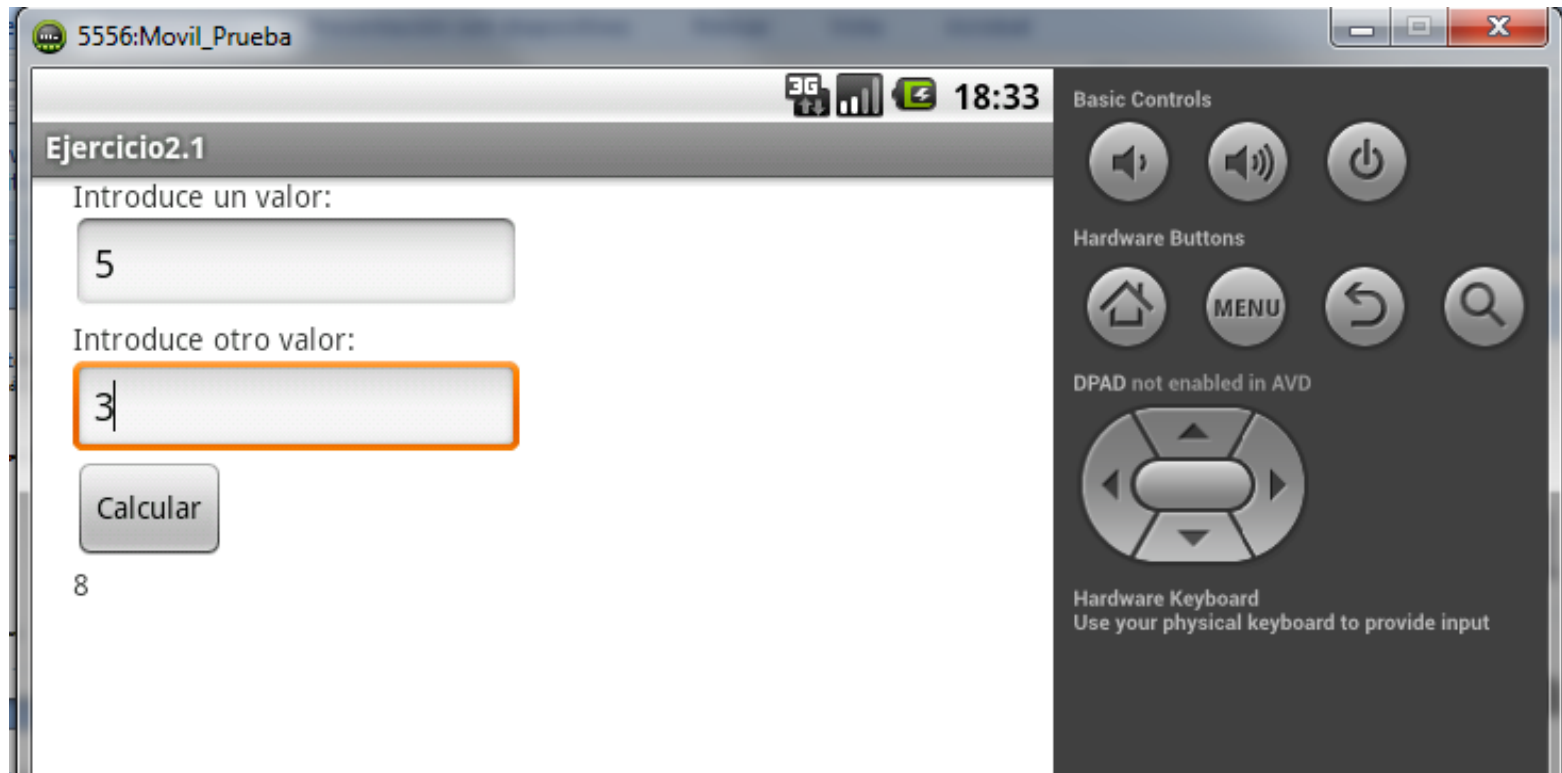 5556:Movil_Prueba
3G 18:33
Ejercicio2.1
Introduce un valor:
5
Introduce otro valor:
3
Calcular
8
Basic Controls
Hardware Buttons
MENU
DPAD not enabled in AVD
Hardware Keyboard
Use your physical keyboard to provide input